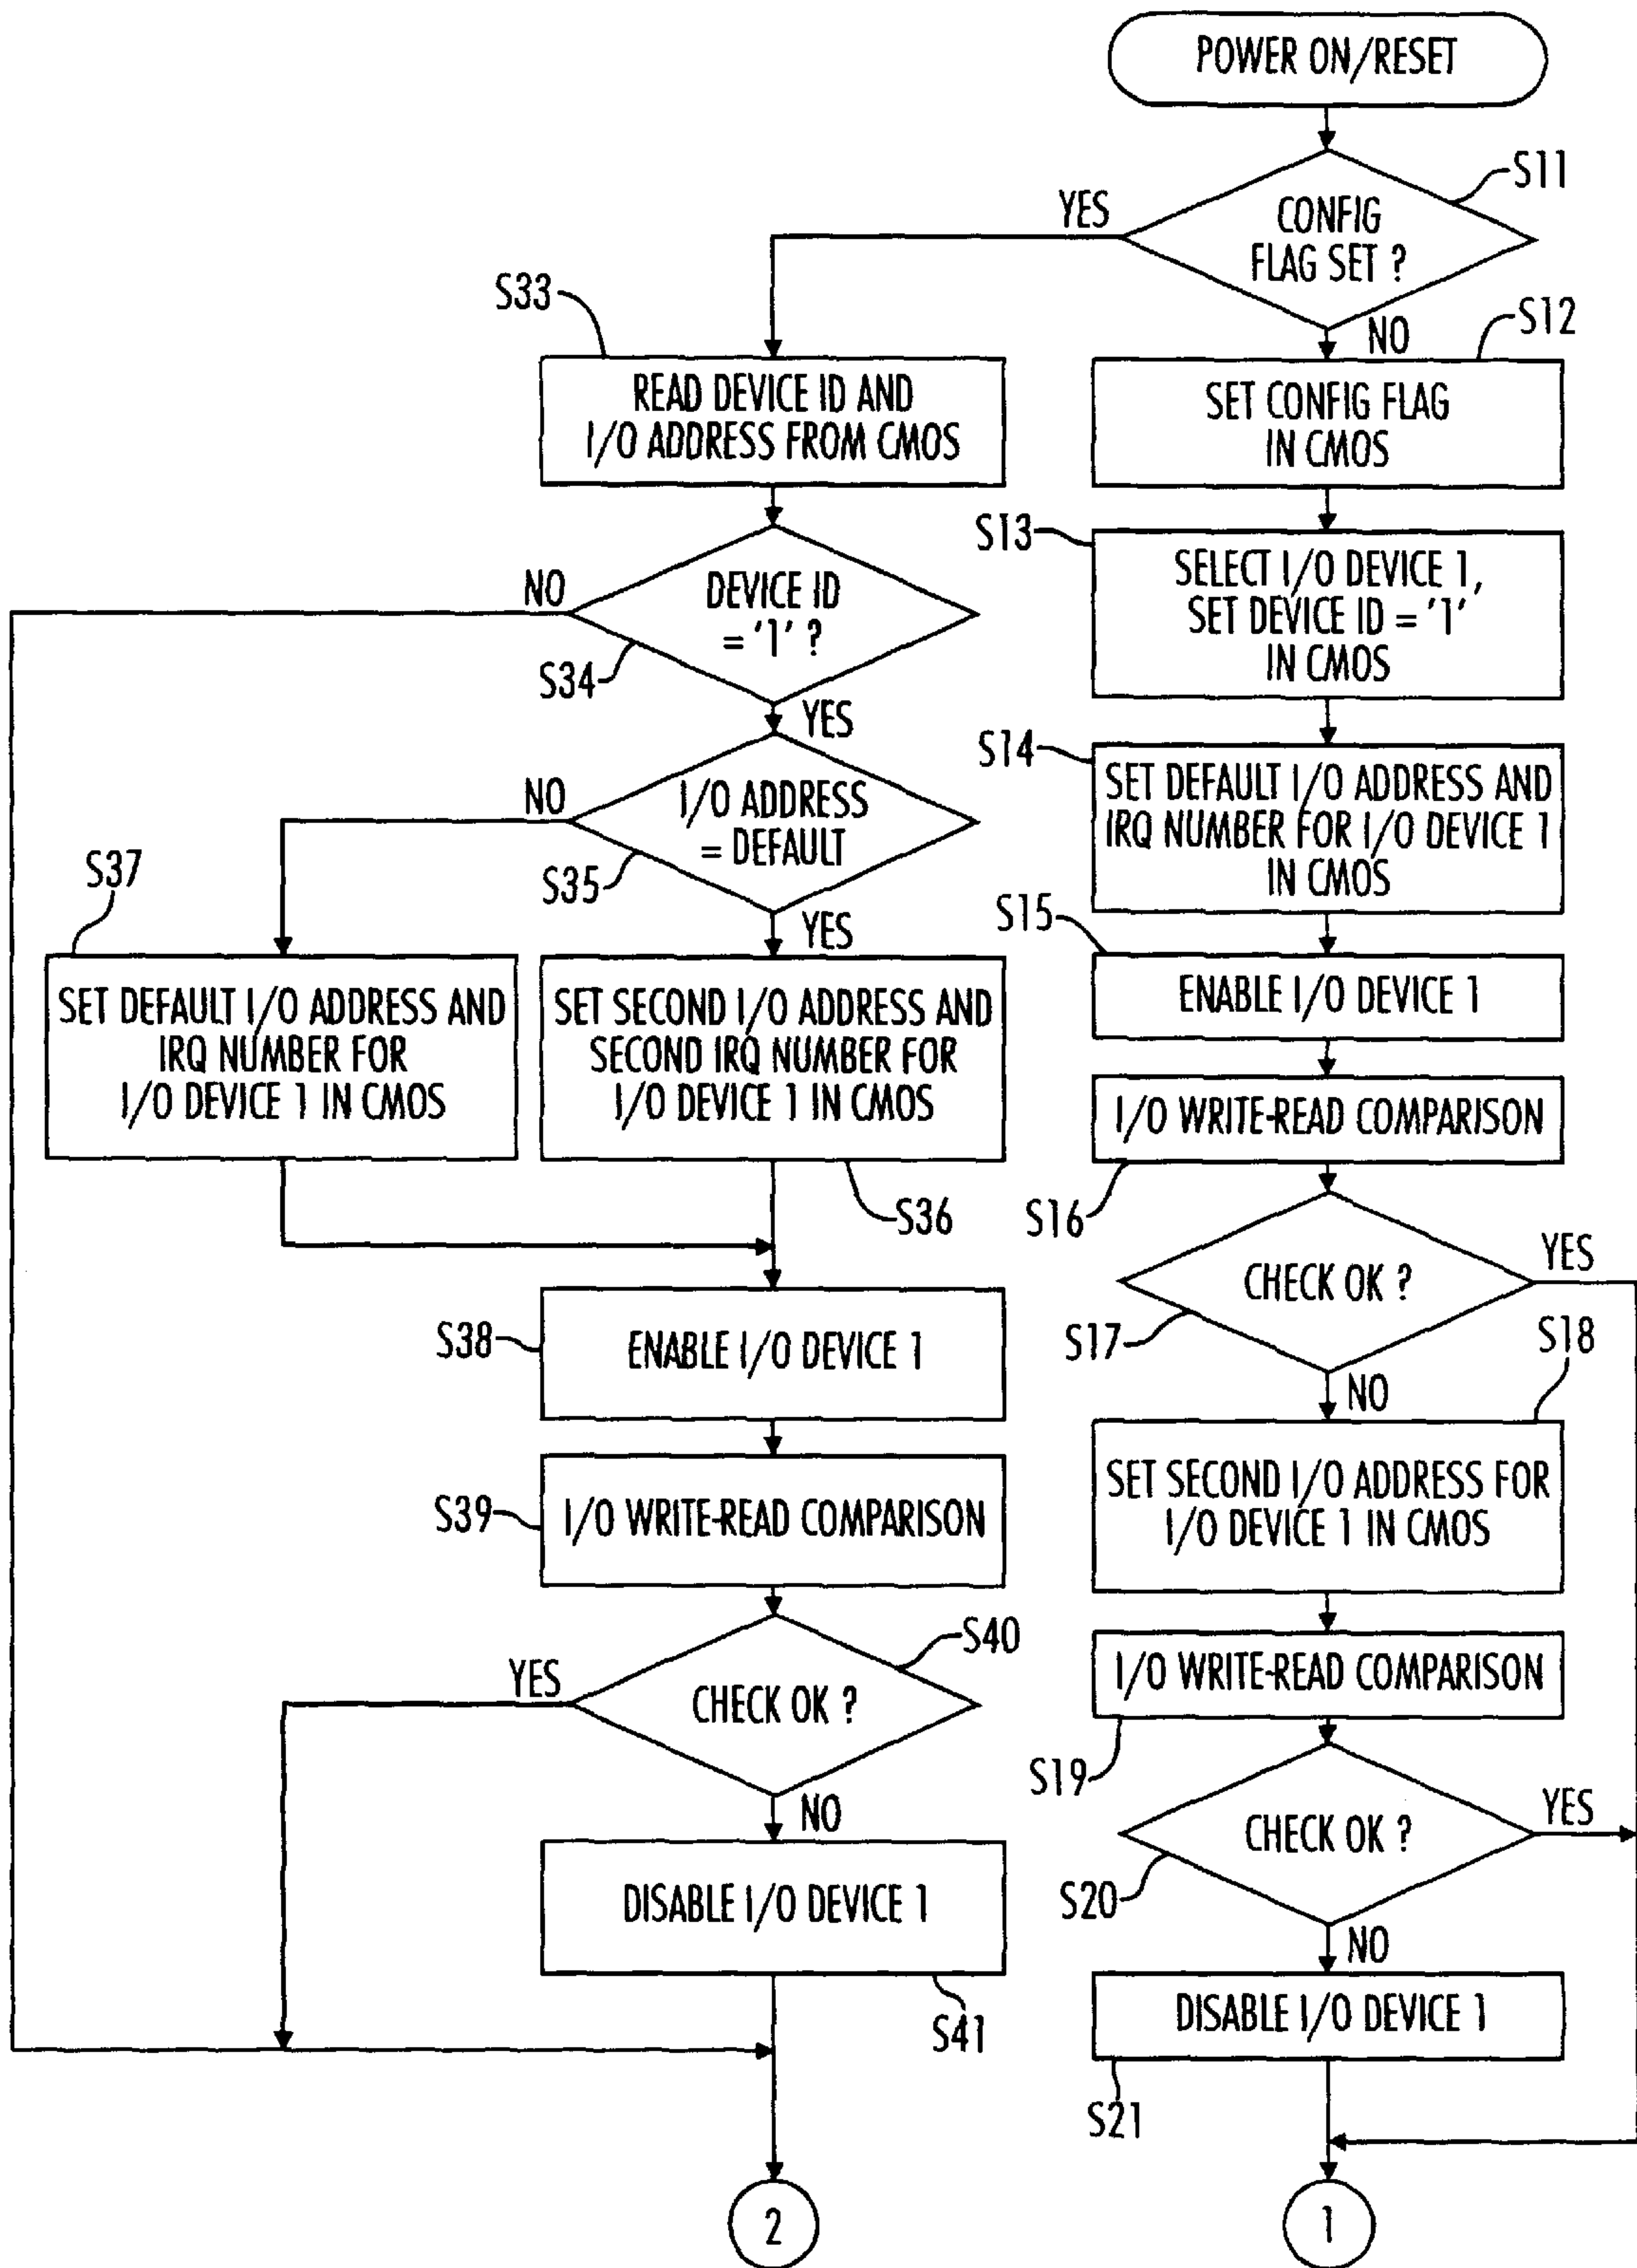 POWER ON/RESET
S11
CONFIG
FLAG SET ?
YES
NO
S33
READ DEVICE ID AND
I/O ADDRESS FROM CMOS
S12
SET CONFIG FLAG
IN CMOS
S13
SELECT I/O DEVICE 1,
SET DEVICE ID = '1'
IN CMOS
NO
DEVICE ID
= '1' ?
S34
YES
S14
SET DEFAULT I/O ADDRESS AND
IRQ NUMBER FOR I/O DEVICE 1
IN CMOS
NO
I/O ADDRESS
= DEFAULT
S35
YES
S37
SET DEFAULT I/O ADDRESS AND
IRQ NUMBER FOR
I/O DEVICE 1 IN CMOS
SET SECOND I/O ADDRESS AND
SECOND IRQ NUMBER FOR
I/O DEVICE 1 IN CMOS
S36
S15
ENABLE I/O DEVICE 1
I/O WRITE-READ COMPARISON
S16
CHECK OK ?
YES
S17
NO
S18
S38
ENABLE I/O DEVICE 1
SET SECOND I/O ADDRESS FOR
I/O DEVICE 1 IN CMOS
S39
I/O WRITE-READ COMPARISON
I/O WRITE-READ COMPARISON
S19
S40
YES
CHECK OK ?
NO
CHECK OK ?
YES
S20
NO
DISABLE I/O DEVICE 1
S41
DISABLE I/O DEVICE 1
S21
2
1